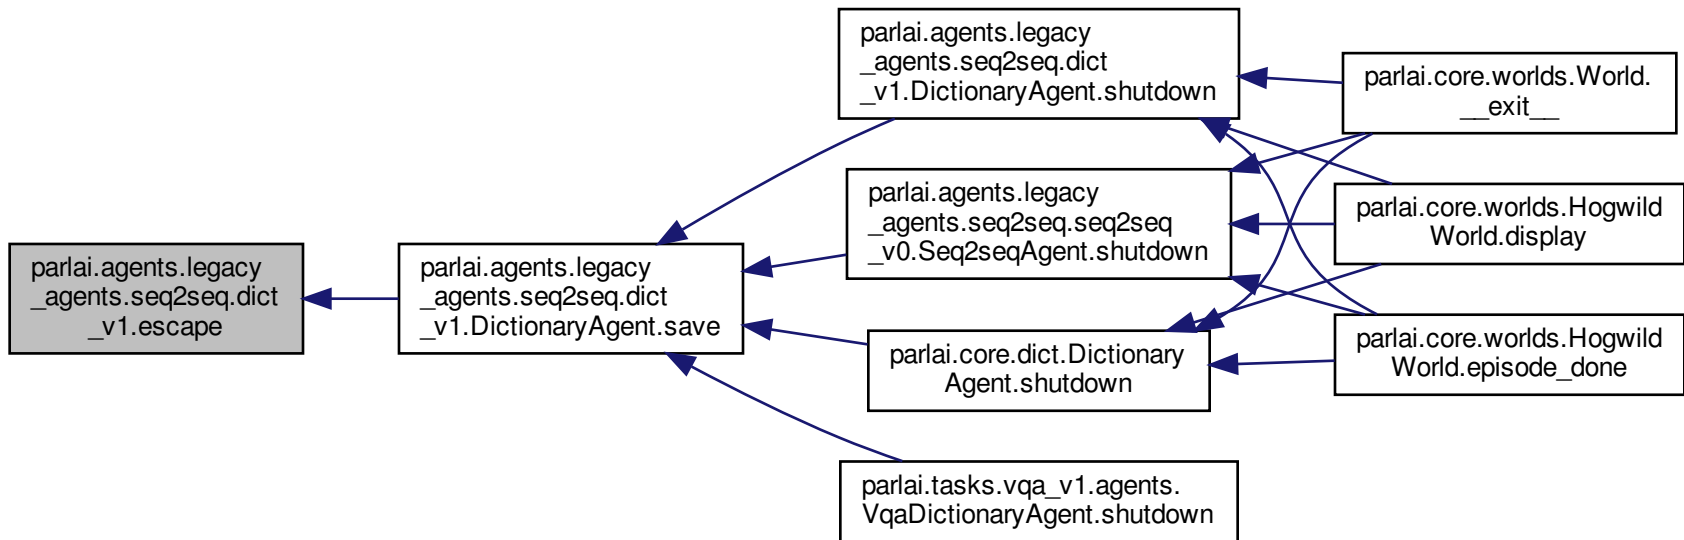 parlai.agents.legacy
_agents.seq2seq.dict
_v1.escape
parlai.agents.legacy
_agents.seq2seq.dict
_v1.DictionaryAgent.save
parlai.agents.legacy
_agents.seq2seq.dict
_v1.DictionaryAgent.shutdown
parlai.agents.legacy
_agents.seq2seq.seq2seq
_v0.Seq2seqAgent.shutdown
parlai.core.dict.Dictionary
Agent.shutdown
parlai.tasks.vqa_v1.agents.
VqaDictionaryAgent.shutdown
parlai.core.worlds.World.
__exit__
parlai.core.worlds.Hogwild
World.display
parlai.core.worlds.Hogwild
World.episode_done